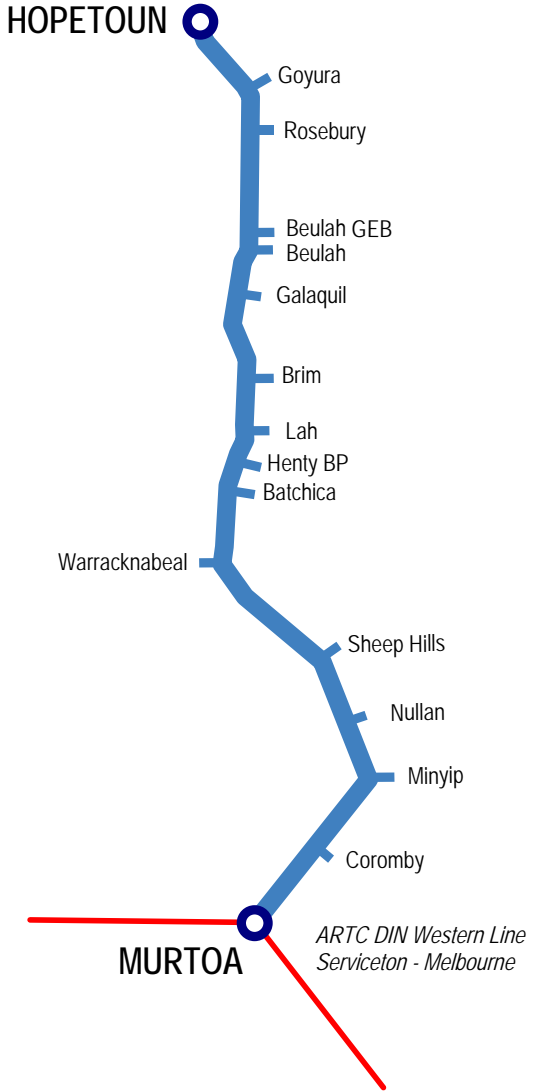 HOPETOUN
Goyura
Rosebury
Beulah GEB
Beulah
Galaquil
Brim
Lah
Henty BP
Batchica
Warracknabeal
Sheep Hills
Nullan
Minyip
Coromby
MURTOA
ARTC DIN Western Line
Serviceton - Melbourne